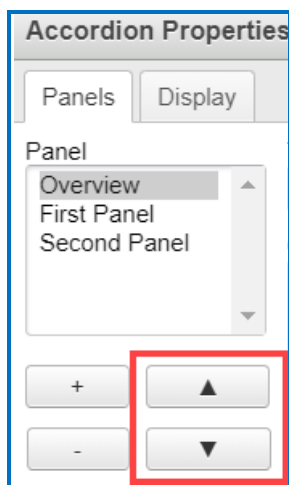 Accordion Properties
Panels Display
Panel
Overview
First Panel
Second Panel
+ ▲
- ▼